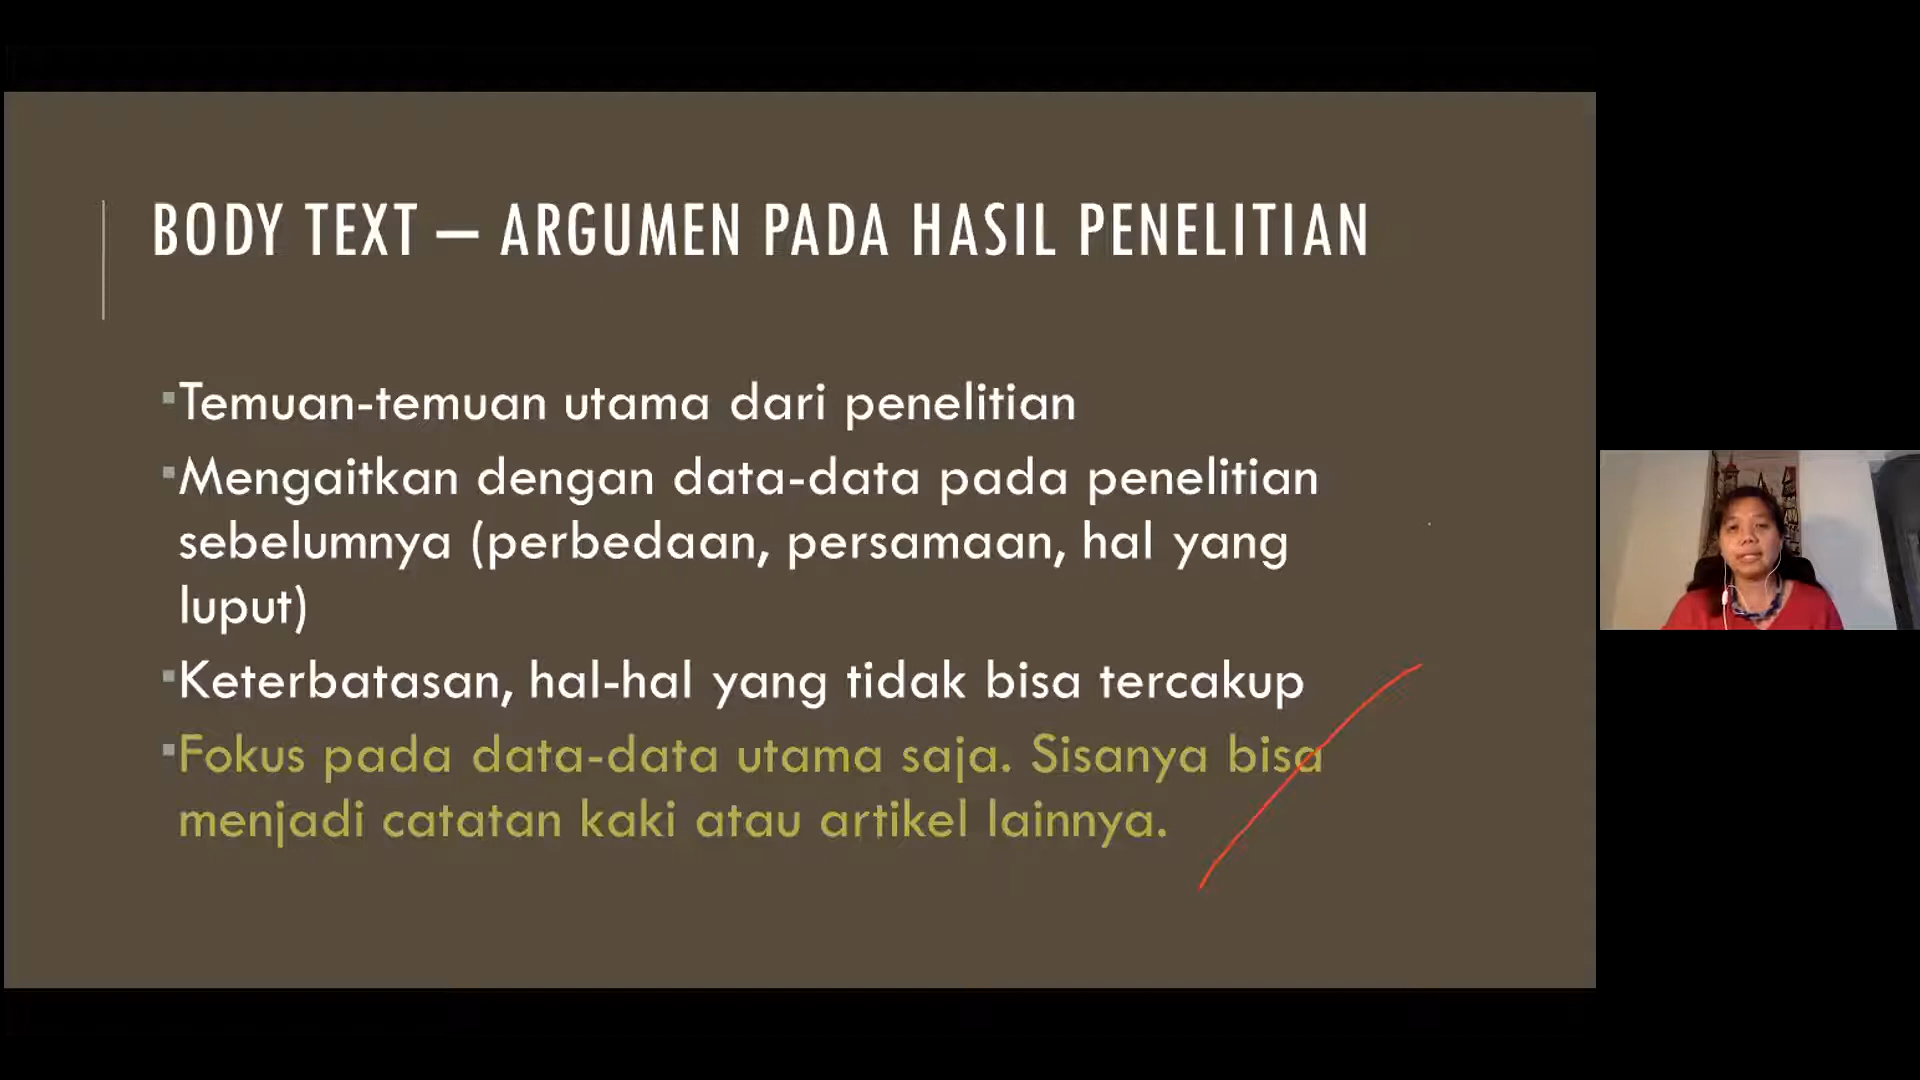 BODY TEXT – ARGUMEN PADA HASIL PENELITIAN
▪Temuan-temuan utama dari penelitian
▪Mengaitkan dengan data-data pada penelitian
sebelumnya (perbedaan, persamaan, hal yang
luput)
▪Keterbatasan, hal-hal yang tidak bisa tercakup
▪Fokus pada data-data utama saja. Sisanya bisa
menjadi catatan kaki atau artikel lainnya.